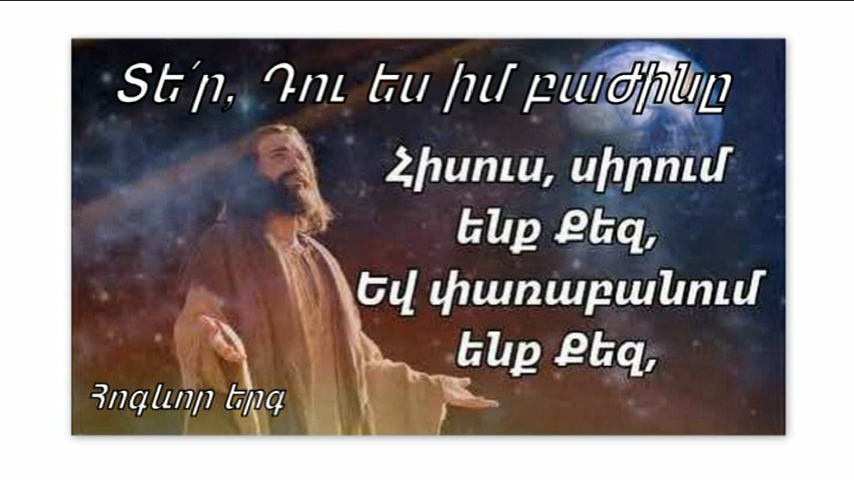 Տե՛ր, Դու ես իմ բաժինը
Հիսուս, սիրում
ենք Քեզ,
Եվ փառաբանում
ենք Քեզ,
Հոգևոր երգ